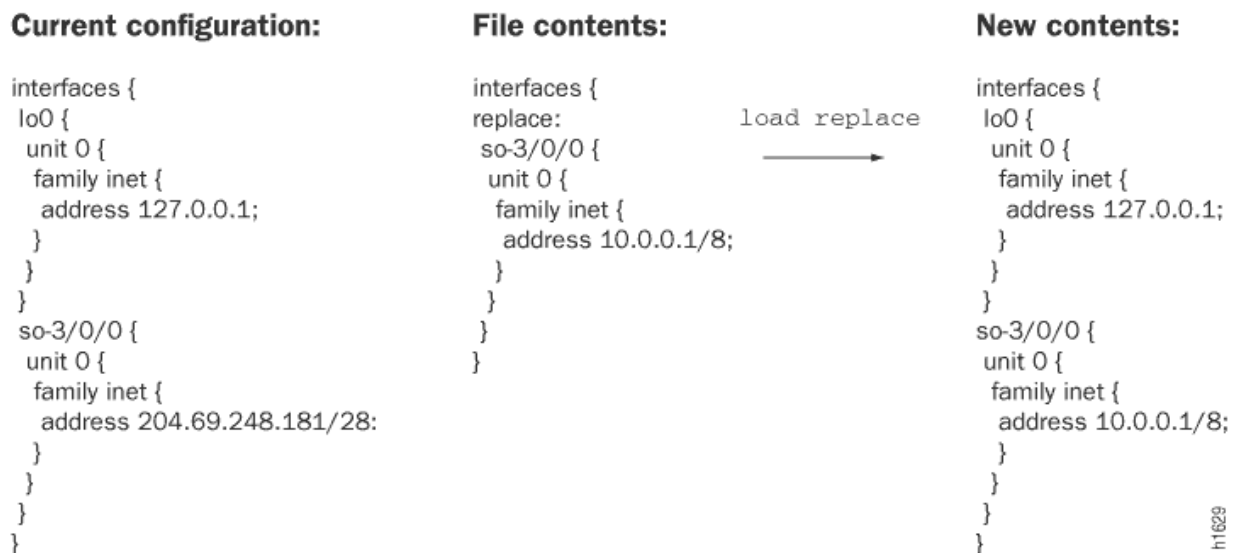 Current configuration:
interfaces {
lo0 {
unit 0 {
family inet {
address 127.0.0.1;
}
}
}
so-3/0/0 {
unit 0 {
family inet {
address 204.69.248.181/28:
}
}
}
}
File contents:
interfaces {
replace:
so-3/0/0 {
unit 0 {
family inet {
address 10.0.0.1/8;
}
}
}
}
load replace
New contents:
interfaces {
lo0 {
unit 0 {
family inet {
address 127.0.0.1;
}
}
}
so-3/0/0 {
unit 0 {
family inet {
address 10.0.0.1/8;
}
}
}
}
h1629